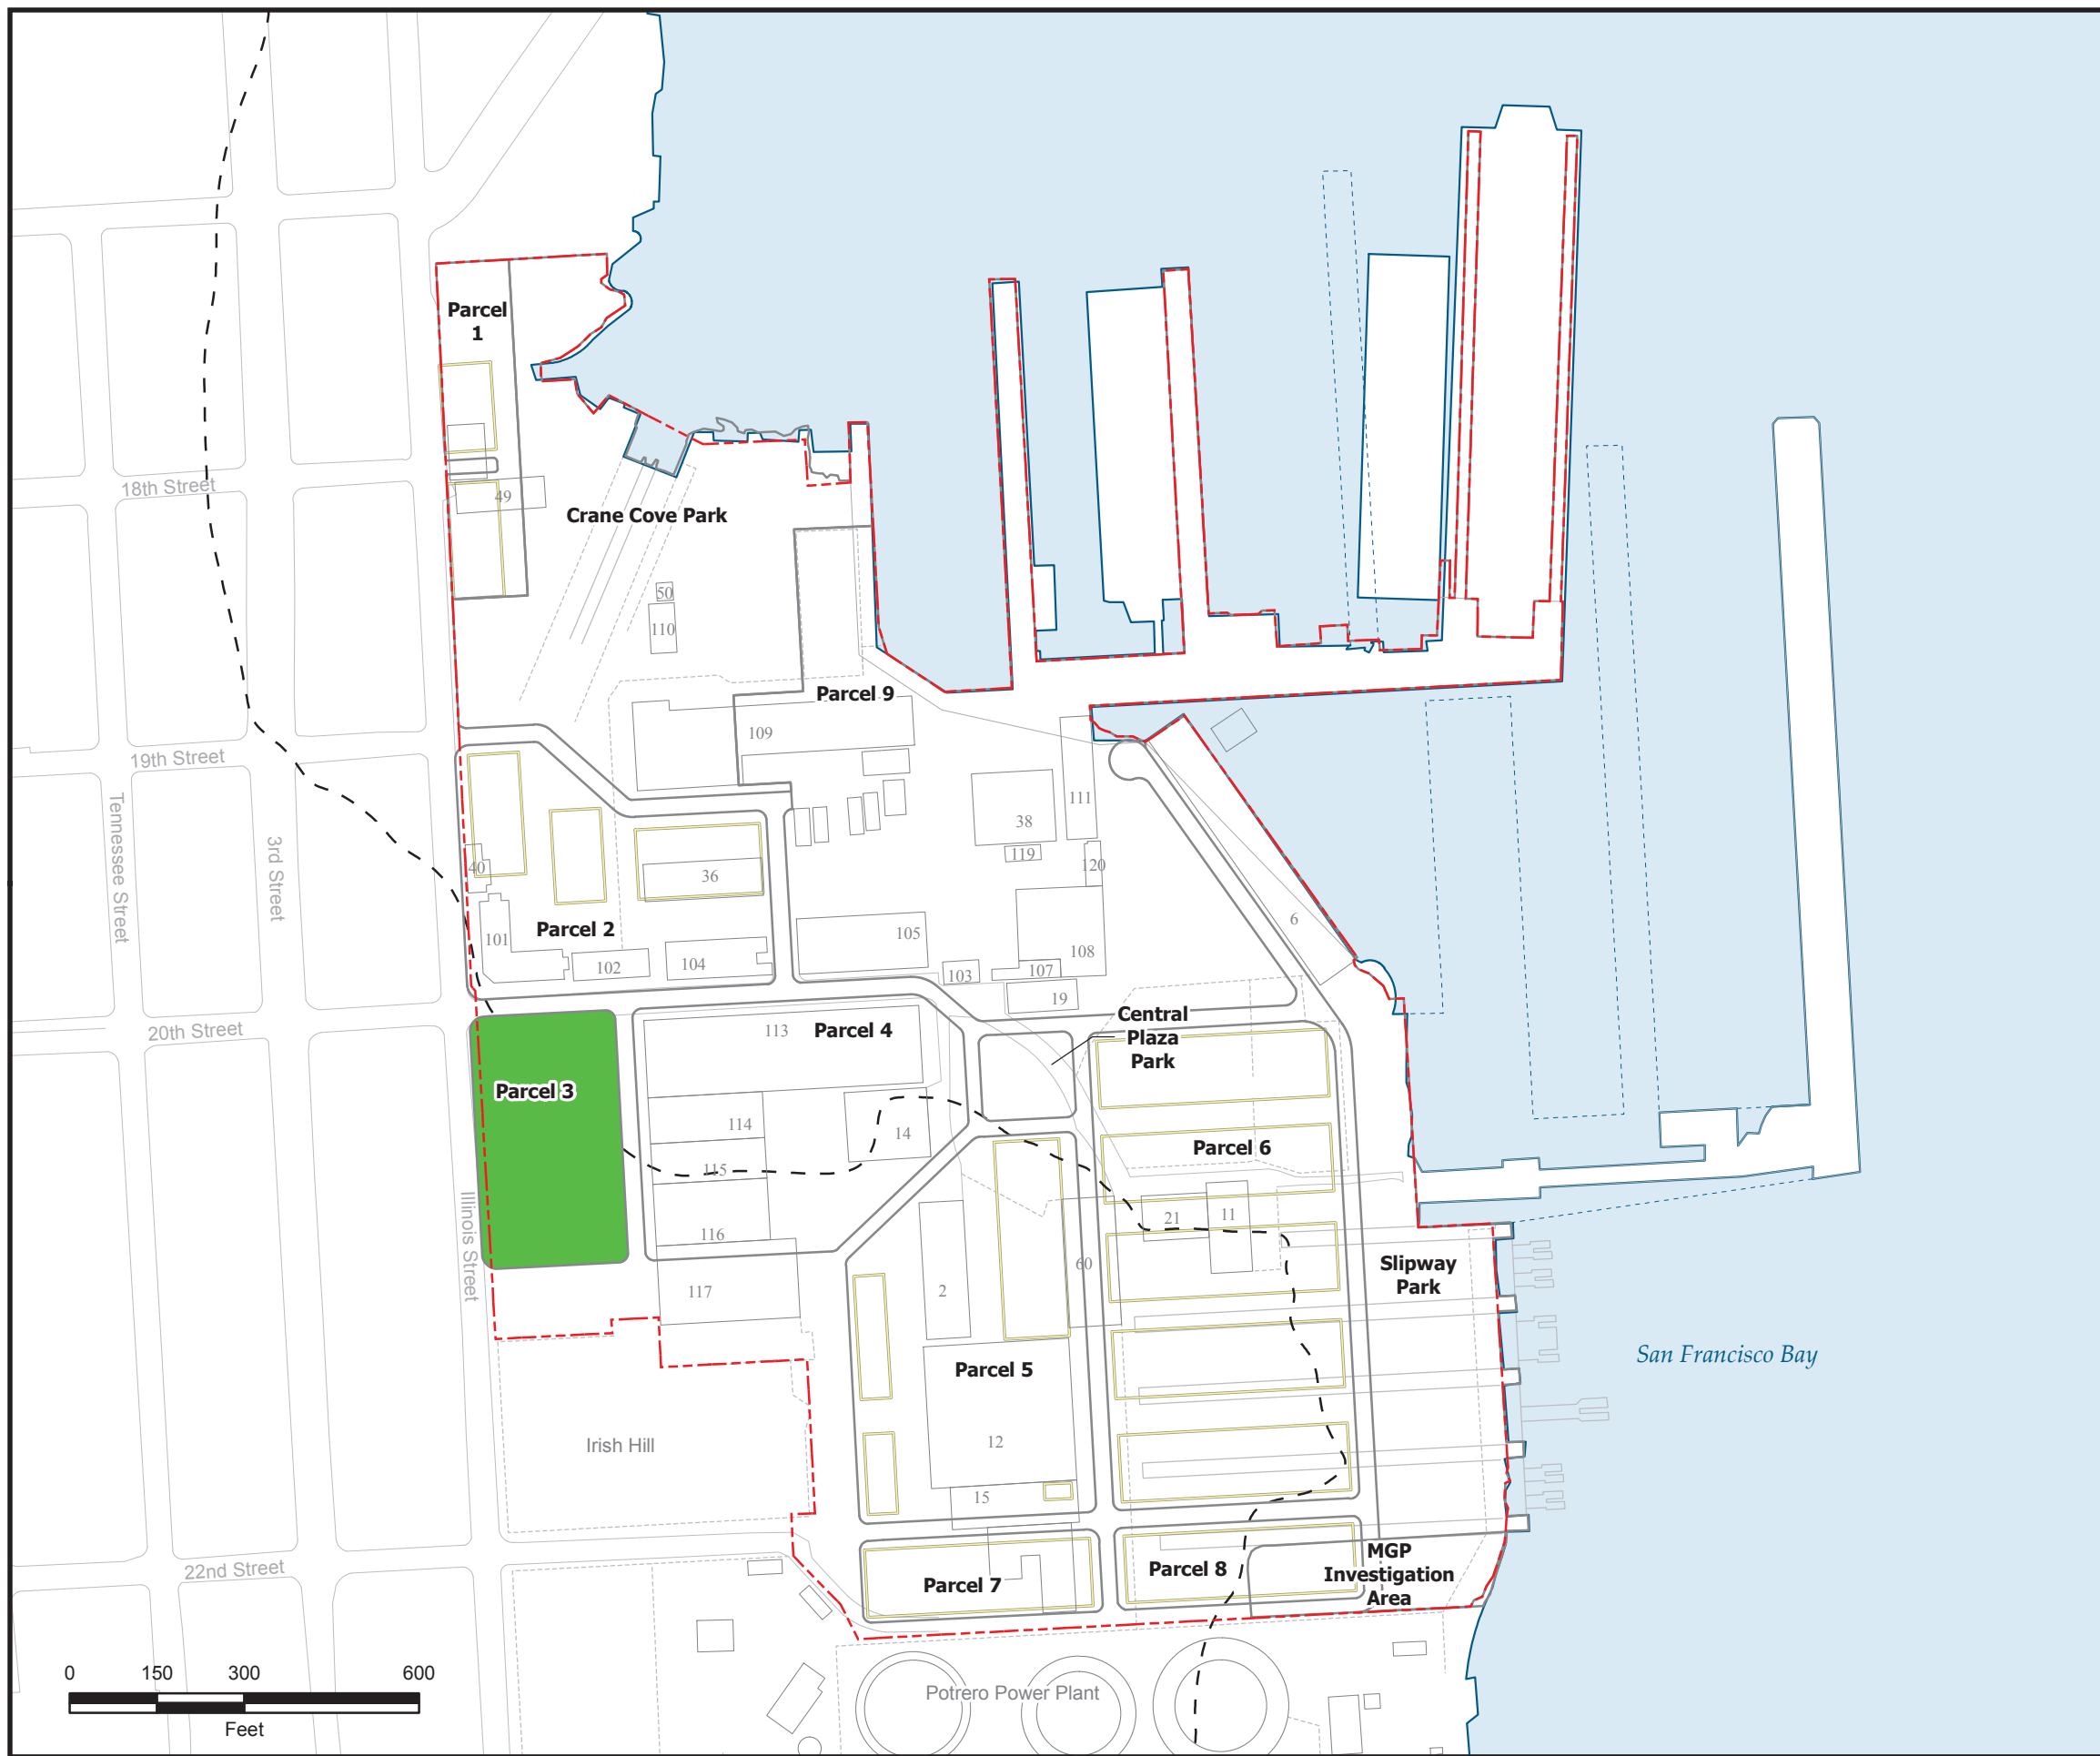 Parcel
1
18th Street
49
Crane Cove Park
50
110
Parcel 9
109
19th Street
Tennessee Street
3rd Street
111
38
119
120
40
36
6
Parcel 2
101
102
104
105
108
103
107
19
20th Street
113
Parcel 4
Central
Plaza
Park
Parcel 3
114
14
Parcel 6
115
116
21
11
Illinois Street
117
2
60
Slipway
Park
San Francisco Bay
Parcel 5
Irish Hill
12
15
22nd Street
Parcel 7
Parcel 8
MGP
Investigation
Area
0
150
300
600
Feet
Potrero Power Plant